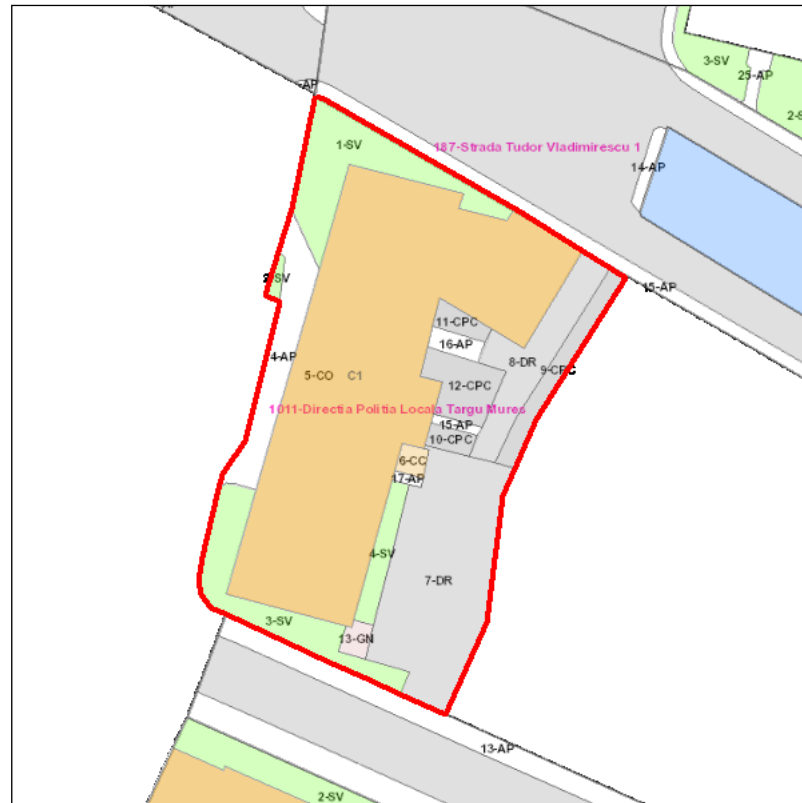 3-SV
25-AP
2-S
-AP
1-SV
187-Strada Tudor Vladimirescu 1
14-AP
-SV
15-AP
11-CPC
16-AP
4-AP
8-DR
9-CPC
5-CO C1
12-CPC
1011-Directia Politia Locala Targu Mures
15-AP
10-CPC
6-CC
17-AP
4-SV
7-DR
3-SV
13-GN
13-AP
2-SV